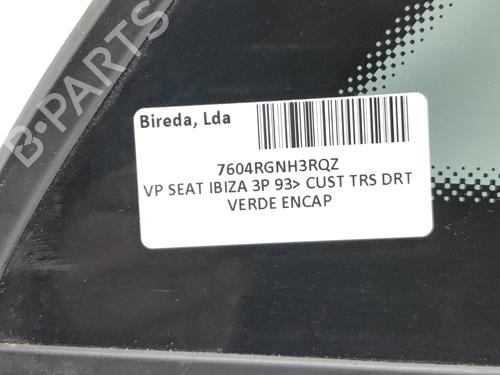 B-PARTS
Bireda, Lda
7604RGNH3RQZ
VP SEAT IBIZA 3P 93> CUST TRS DRT
VERDE ENCAP